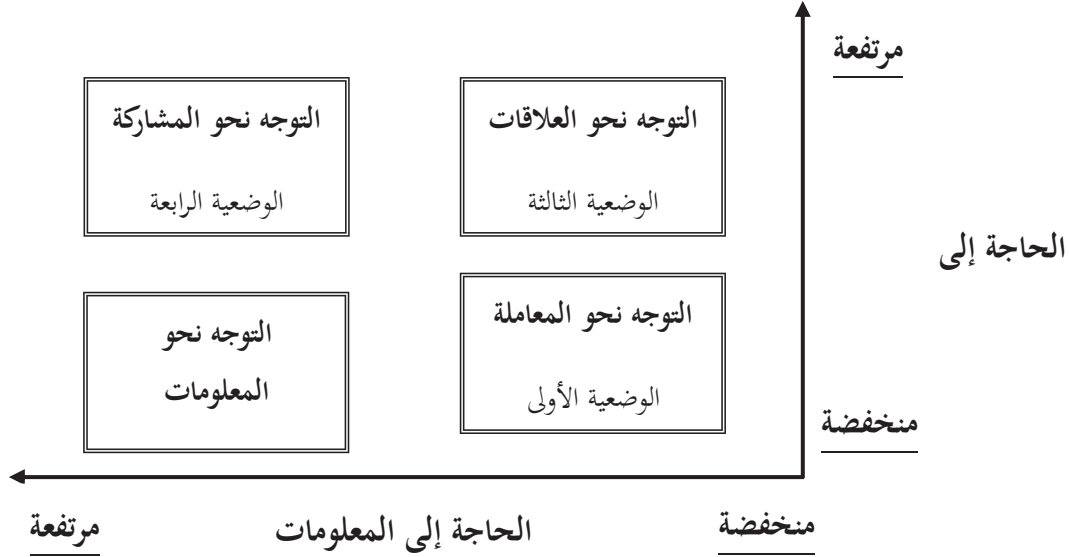 مرتفعة
التوجه نحو العلاقات
الوضعية الثالثة
التوجه نحو المشاركة
الوضعية الرابعة
الحاجة إلى
التوجه نحو المعاملة
الوضعية الأولى
التوجه نحو
المعلومات
منخفضة
منخفضة
الحاجة إلى المعلومات
مرتفعة